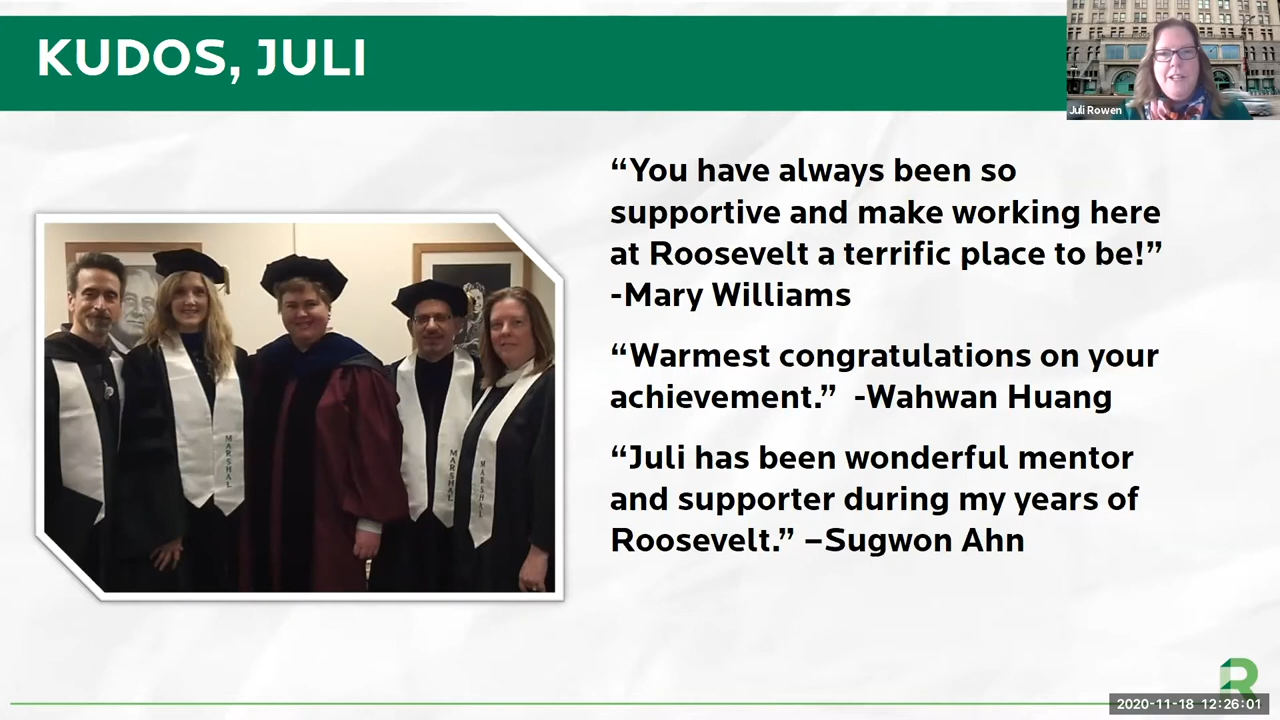 KUDOS, JULI
Juli Rowen
“You have always been so
supportive and make working here
at Roosevelt a terrific place to be!”
-Mary Williams
“Warmest congratulations on your
achievement.”  -Wahwan Huang
“Juli has been wonderful mentor
and supporter during my years of
Roosevelt.” –Sugwon Ahn
MARSHAL
MARSHAL
MARSHAL
R
2020-11-18 12:26:01